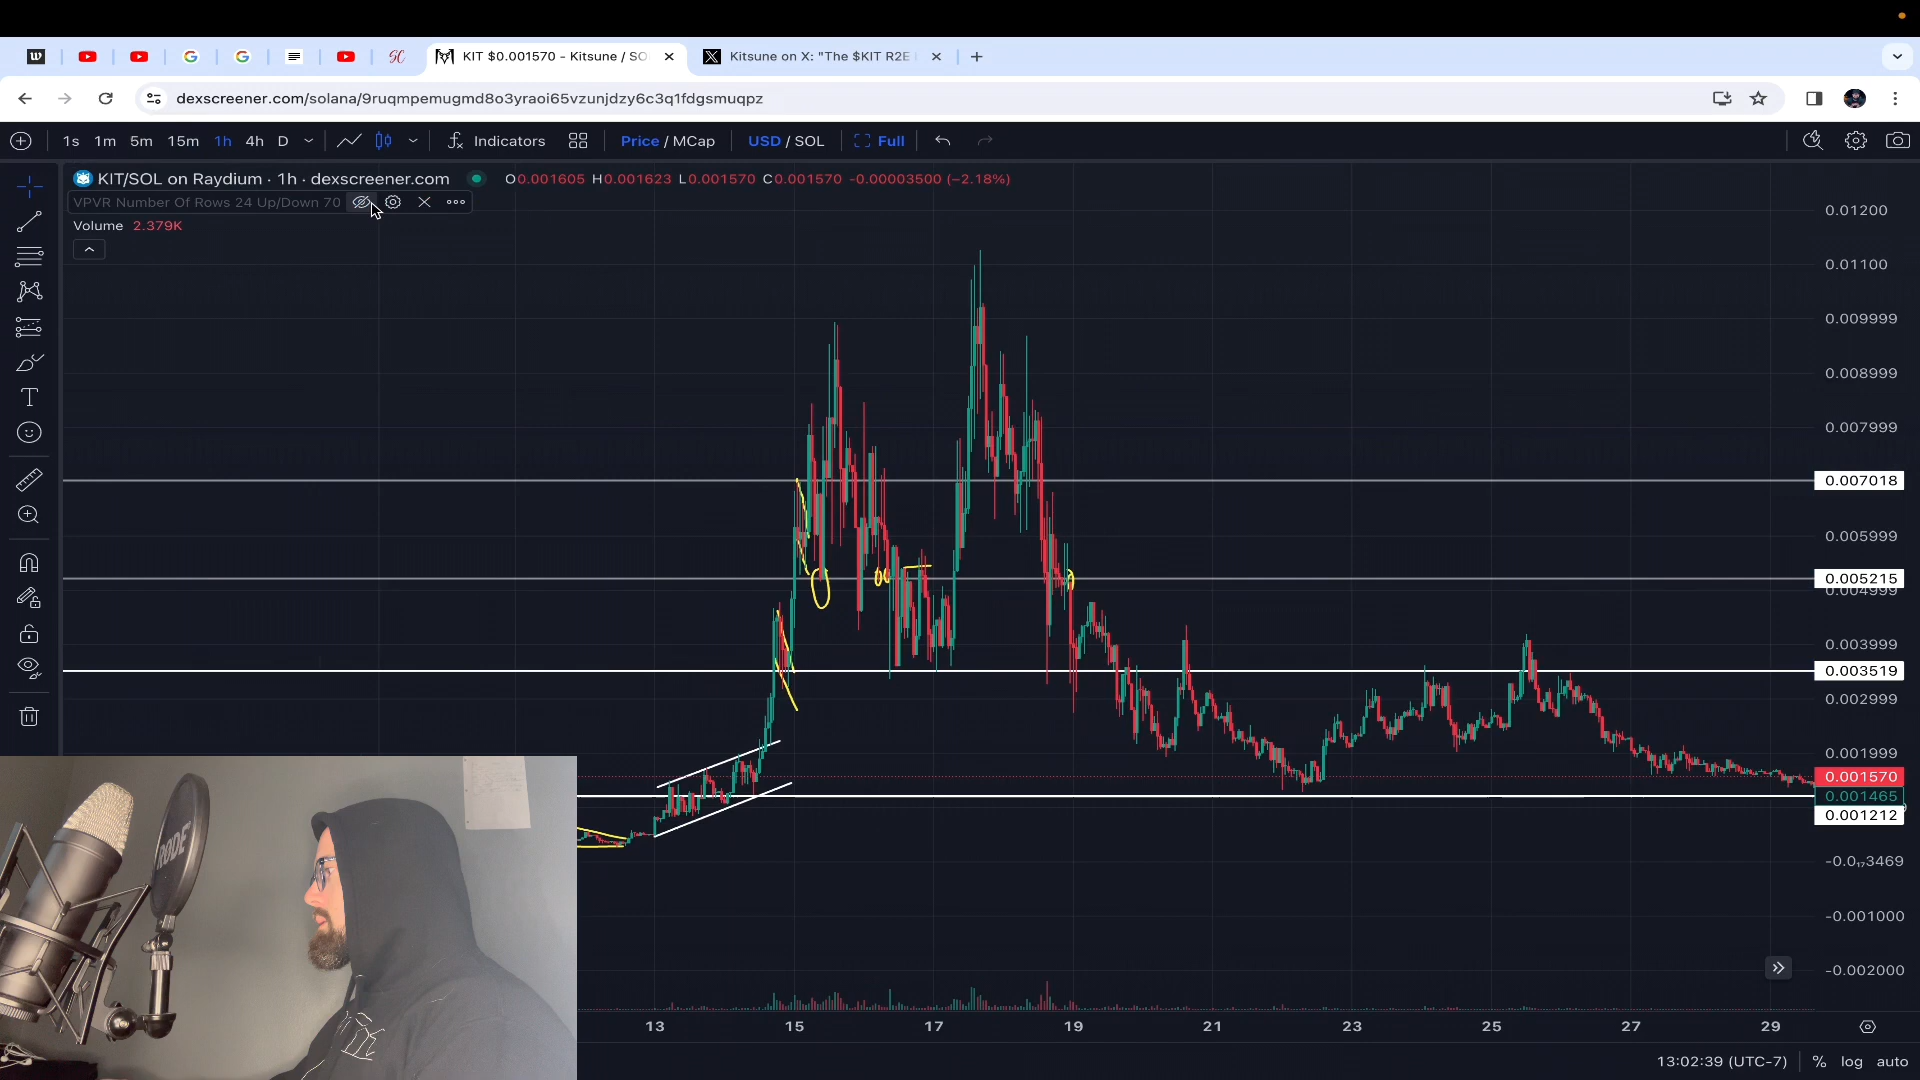 KIT $0.001570 - Kitsune / SO
Kitsune on X: "The $KIT R2E
dexscreener.com/solana/9ruqmpemugmd8o3yraoi65vzunjdzy6c3q1fdgsmuqpz
1s 1m 5m 15m 1h 4h D Indicators Price / MCap USD / SOL Full
KIT/SOL on Raydium · 1h · dexscreener.com O0.001605 H0.001623 L0.001570 C0.001570 -0.00003500 (−2.18%)
VPVR Number Of Rows 24 Up/Down 70
Volume 2.379K
0.01200
0.01100
0.009999
0.008999
0.007999
0.007018
0.005999
0.005215
0.004999
0.003999
0.003519
0.002999
0.001999
0.001570
0.001465
0.001212
-0.0₁₇3469
-0.001000
-0.002000
RODE
13 15 17 19 21 23 25 27 29
13:02:39 (UTC-7) % log auto